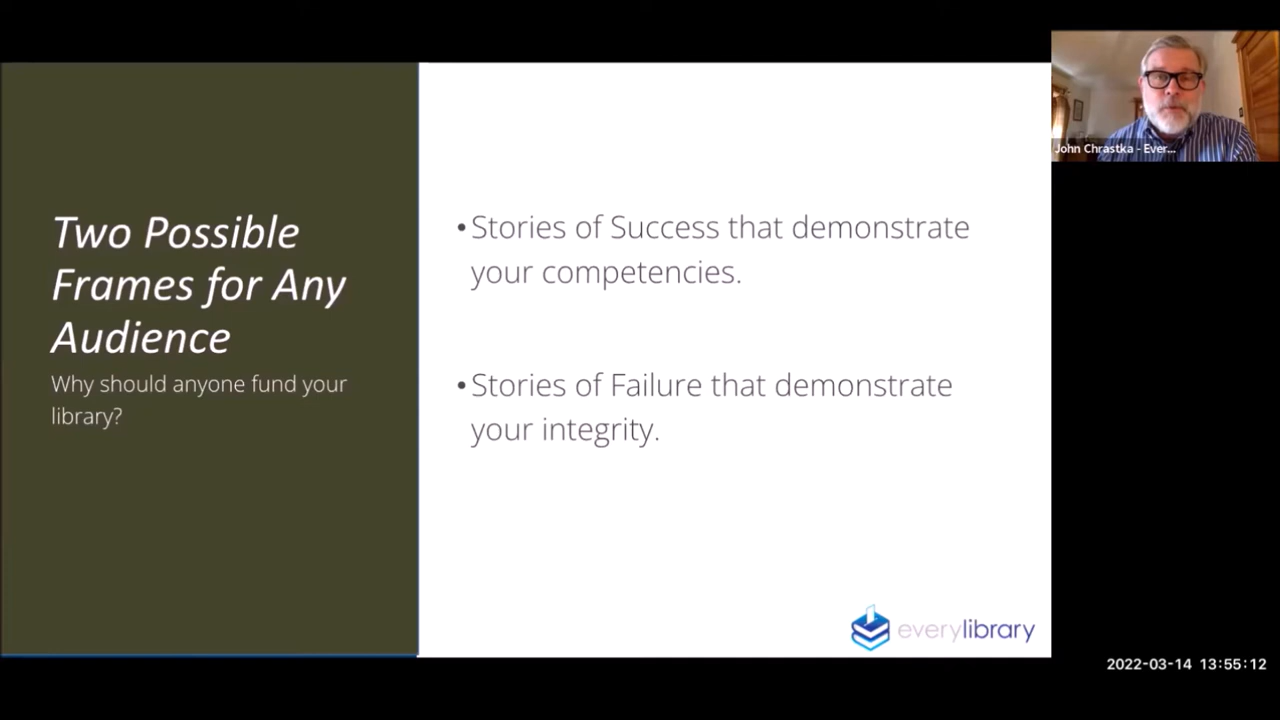 Two Possible
Frames for Any
Audience
Why should anyone fund your
library?
• Stories of Success that demonstrate
your competencies.
• Stories of Failure that demonstrate
your integrity.
everylibrary
John Chrastka - Ever...
2022-03-14 13:55:12